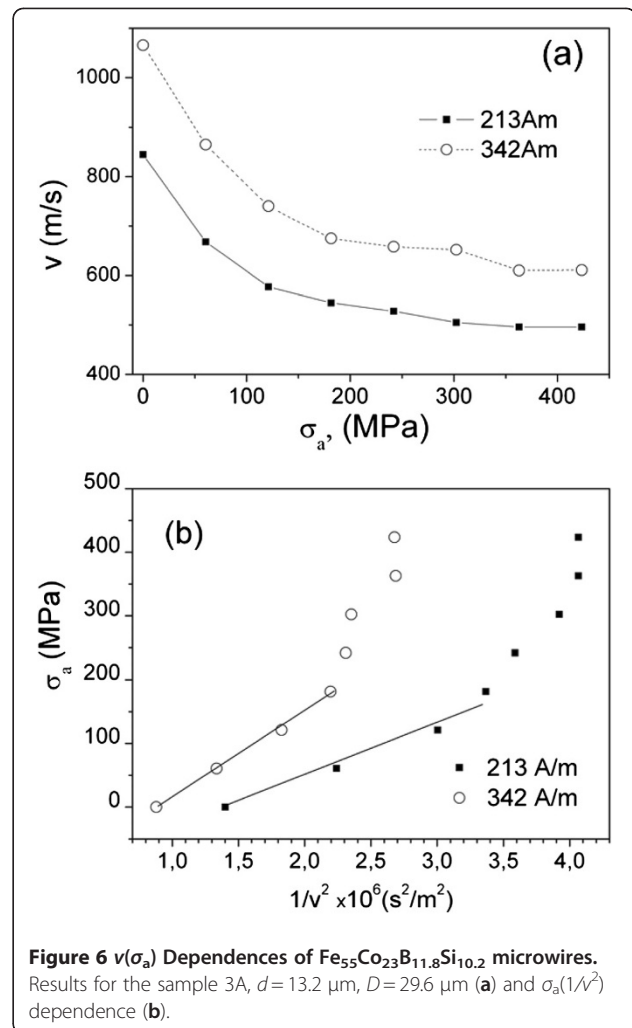 (a)
213Am
342Am
1000
800
600
400
v (m/s)
0 100 200 300 400
σₐ, (MPa)
(b)
500
400
300
200
100
0
σₐ (MPa)
213 A/m
342 A/m
1,0 1,5 2,0 2,5 3,0 3,5 4,0
1/v² x10⁶(s²/m²)
Figure 6 v(σₐ) Dependences of Fe₅₅Co₂₃B₁₁.₈Si₁₀.₂ microwires.
Results for the sample 3A, d = 13.2 μm, D = 29.6 μm (a) and σₐ(1/v²)
dependence (b).